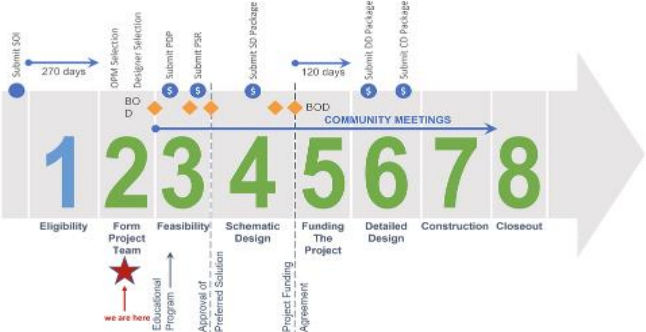 Submit SOI
270 days
OPM Selection
Designer Selection
Submit PDP
Submit PSR
Submit SD Package
120 days
Submit DD Package
Submit CD Package
$
$
$
$
$
BO
D
BOD
COMMUNITY MEETINGS
1
2
3
4
5
6
7
8
Eligibility
Form
Project
Team
Feasibility
Schematic
Design
Funding
The
Project
Detailed
Design
Construction
Closeout
we are here
Educational
Program
Approval of
Preferred Solution
Project Funding
Agreement